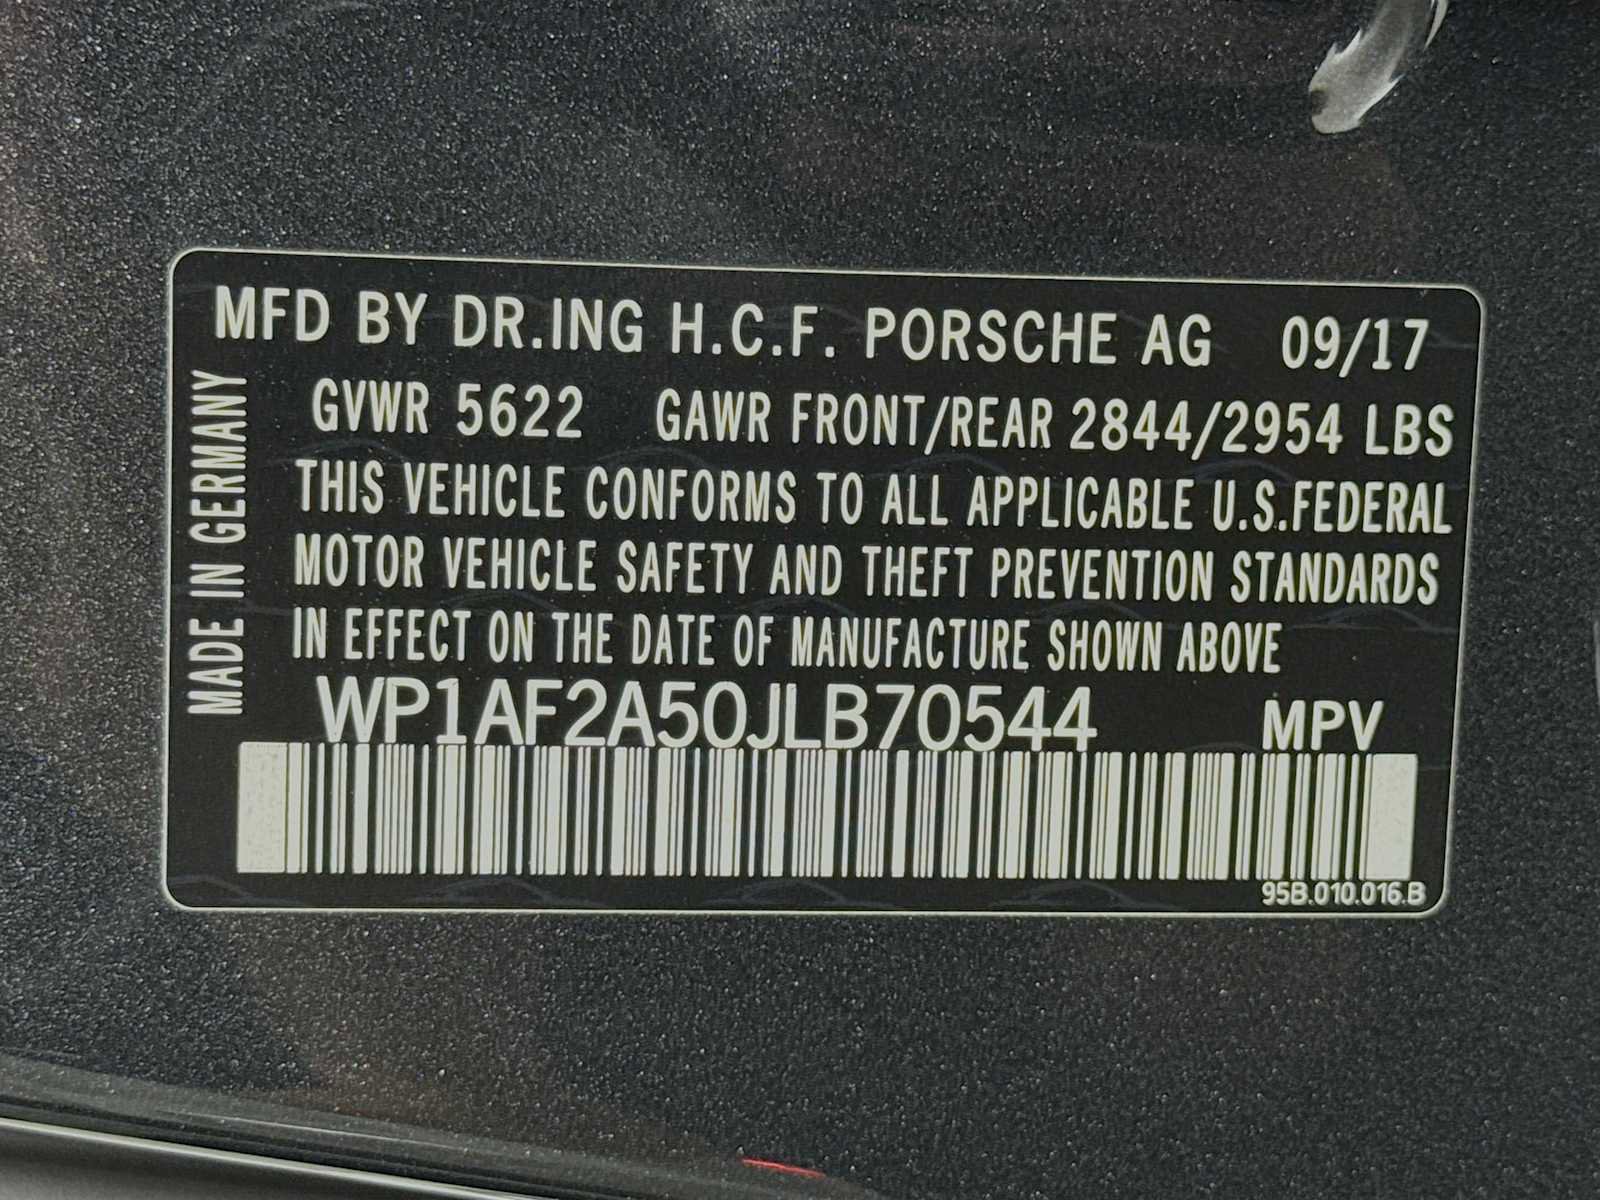 MFD BY DR.ING H.C.F. PORSCHE AG 09/17
GVWR 5622 GAWR FRONT/REAR 2844/2954 LBS
THIS VEHICLE CONFORMS TO ALL APPLICABLE U.S.FEDERAL
MOTOR VEHICLE SAFETY AND THEFT PREVENTION STANDARDS
IN EFFECT ON THE DATE OF MANUFACTURE SHOWN ABOVE
WP1AF2A50JLB70544 MPV
95B.010.016.B
MADE IN GERMANY